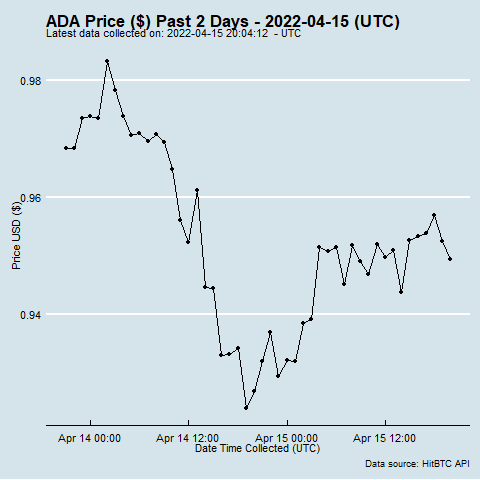 ADA Price ($) Past 2 Days - 2022-04-15 (UTC)
Latest data collected on: 2022-04-15 20:04:12 - UTC
0.98
0.96
0.94
Price USD ($)
Apr 14 00:00 Apr 14 12:00 Apr 15 00:00 Apr 15 12:00
Date Time Collected (UTC)
Data source: HitBTC API